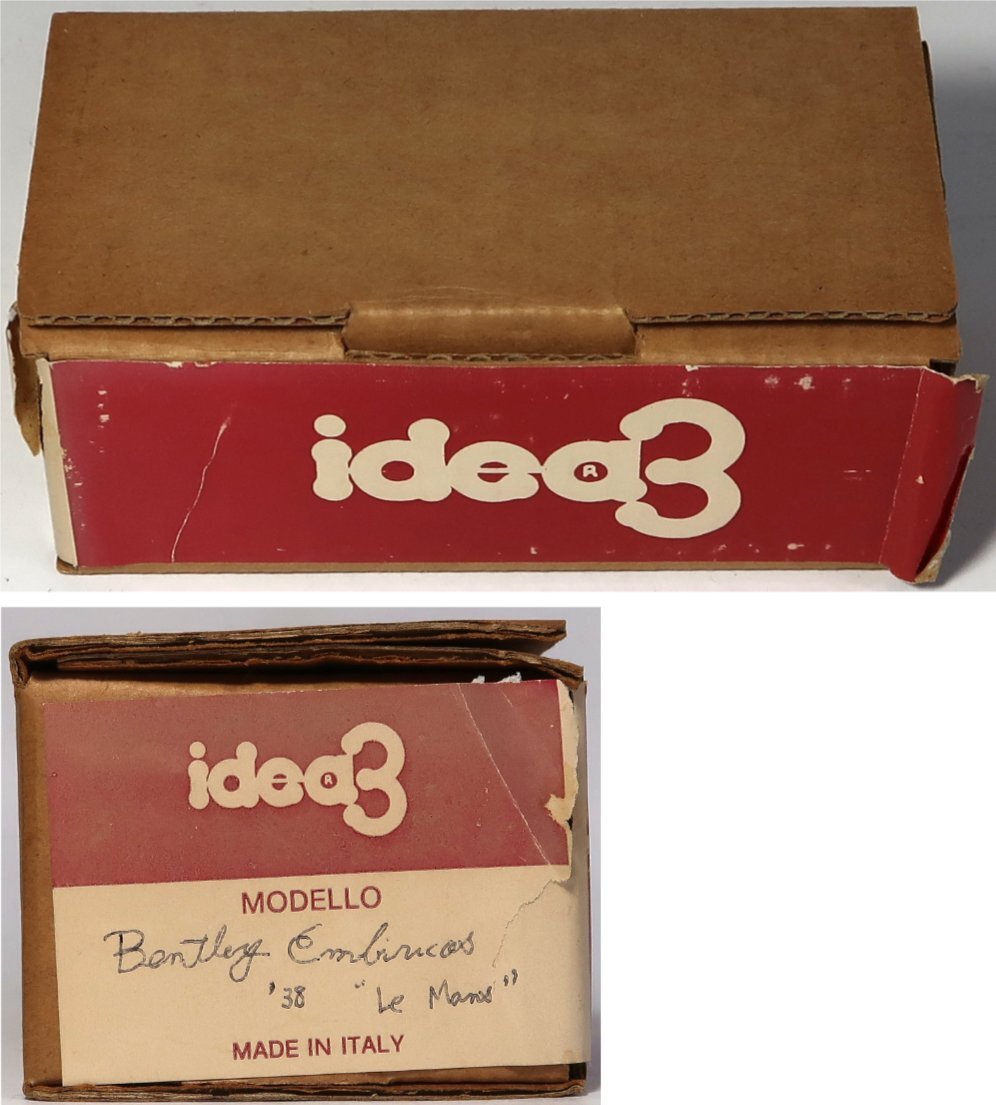 idea3
®
idea3
®
MODELLO
Bentley Embiricos
'38 "Le Mans"
MADE IN ITALY